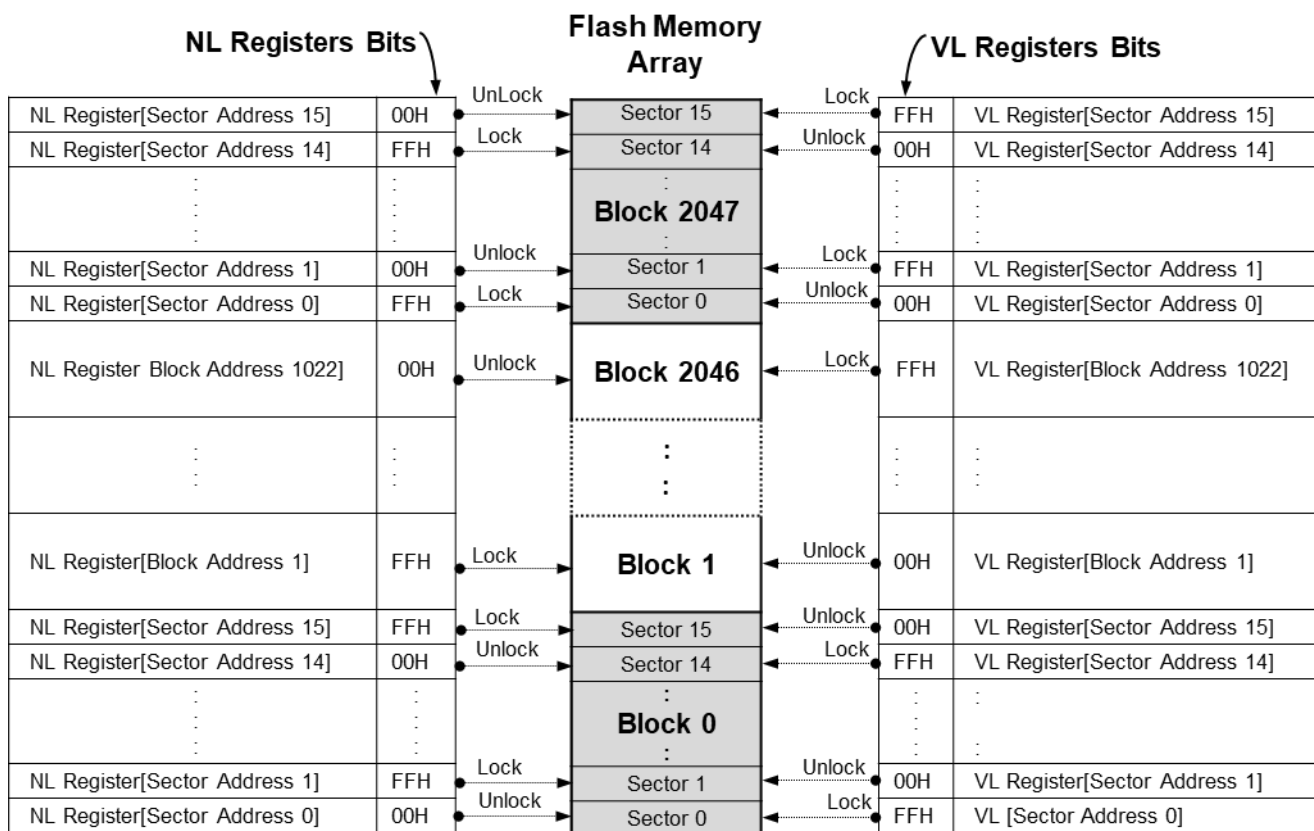 NL Registers Bits
Flash Memory
Array
VL Registers Bits
NL Register[Sector Address 15] 00H UnLock Sector 15 Lock FFH VL Register[Sector Address 15]
NL Register[Sector Address 14] FFH Lock Sector 14 Unlock 00H VL Register[Sector Address 14]
Block 2047
NL Register[Sector Address 1] 00H Unlock Sector 1 Lock FFH VL Register[Sector Address 1]
NL Register[Sector Address 0] FFH Lock Sector 0 Unlock 00H VL Register[Sector Address 0]
NL Register Block Address 1022] 00H Unlock Block 2046 Lock FFH VL Register[Block Address 1022]
NL Register[Block Address 1] FFH Lock Block 1 Unlock 00H VL Register[Block Address 1]
NL Register[Sector Address 15] FFH Lock Sector 15 Unlock 00H VL Register[Sector Address 15]
NL Register[Sector Address 14] 00H Unlock Sector 14 Lock FFH VL Register[Sector Address 14]
Block 0
NL Register[Sector Address 1] FFH Lock Sector 1 Unlock 00H VL Register[Sector Address 1]
NL Register[Sector Address 0] 00H Unlock Sector 0 Lock FFH VL [Sector Address 0]